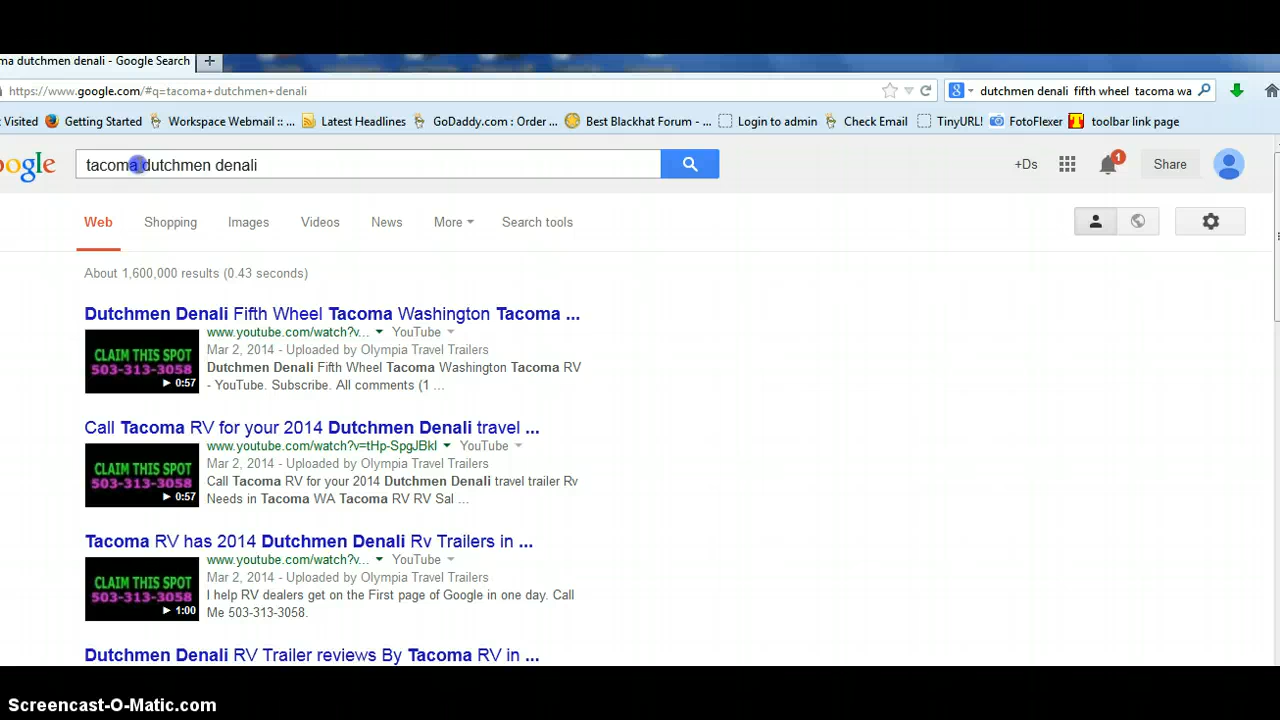 ma dutchmen denali - Google Search
https://www.google.com/#q=tacoma+dutchmen+denali
dutchmen denali fifth wheel tacoma wa
Visited Getting Started Workspace Webmail :: ... Latest Headlines GoDaddy.com : Order ... Best Blackhat Forum - ... Login to admin Check Email TinyURL! FotoFlexer toolbar link page
oogle tacoma dutchmen denali +Ds 1 Share
Web Shopping Images Videos News More Search tools
About 1,600,000 results (0.43 seconds)
Dutchmen Denali Fifth Wheel Tacoma Washington Tacoma ...
www.youtube.com/watch?v... YouTube
Mar 2, 2014 - Uploaded by Olympia Travel Trailers
Dutchmen Denali Fifth Wheel Tacoma Washington Tacoma RV
- YouTube. Subscribe. All comments (1 ...
CLAIM THIS SPOT
503-313-3058
0:57
Call Tacoma RV for your 2014 Dutchmen Denali travel ...
www.youtube.com/watch?v=tHp-SpgJBkI YouTube
Mar 2, 2014 - Uploaded by Olympia Travel Trailers
Call Tacoma RV for your 2014 Dutchmen Denali travel trailer Rv
Needs in Tacoma WA Tacoma RV RV Sal ...
CLAIM THIS SPOT
503-313-3058
0:57
Tacoma RV has 2014 Dutchmen Denali Rv Trailers in ...
www.youtube.com/watch?v... YouTube
Mar 2, 2014 - Uploaded by Olympia Travel Trailers
I help RV dealers get on the First page of Google in one day. Call
Me 503-313-3058.
CLAIM THIS SPOT
503-313-3058
1:00
Dutchmen Denali RV Trailer reviews By Tacoma RV in ...
Screencast-O-Matic.com